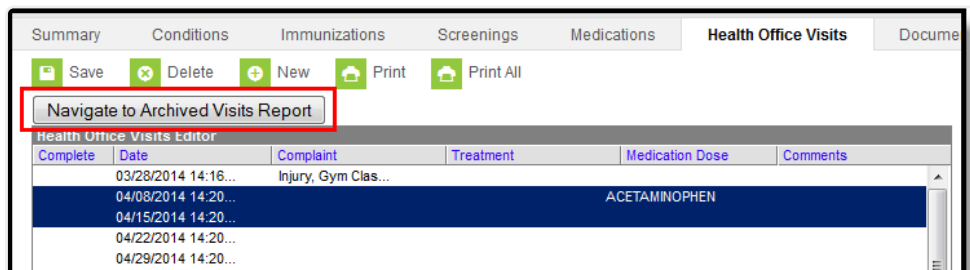 Summary Conditions Immunizations Screenings Medications Health Office Visits Docume
Save Delete New Print Print All
Navigate to Archived Visits Report
Health Office Visits Editor
Complete Date Complaint Treatment Medication Dose Comments
03/28/2014 14:16... Injury, Gym Clas...
04/08/2014 14:20... ACETAMINOPHEN
04/15/2014 14:20...
04/22/2014 14:20...
04/29/2014 14:20...